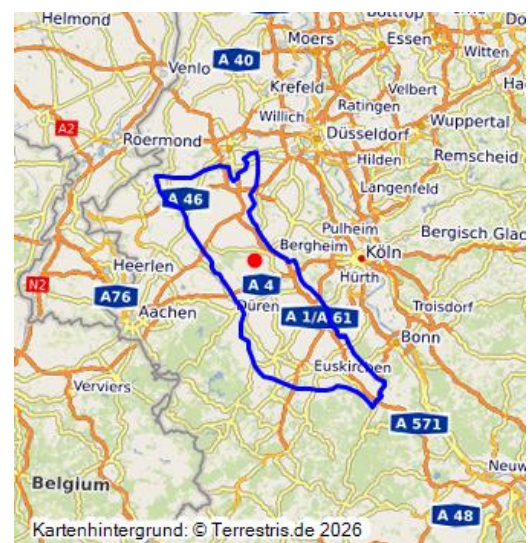 Helmond
Bottrop
Essen
Moers
Witten
A 40
Venlo
Krefeld
Velbert
Ha
Willich
Ratingen
Wuppertal
A2
Roermond
Düsseldorf
Hilden
Remscheid
Langenfeld
A 46
Pulheim
Bergisch Glad
Bergheim
Köln
Heerlen
Hürth
N2
A76
A 4
Düren
Troisdorf
Aachen
A 1/A 61
Bonn
Euskirchen
Verviers
A 571
Neuw
Belgium
A 48
Kartenhintergrund: © Terrestris.de 2026